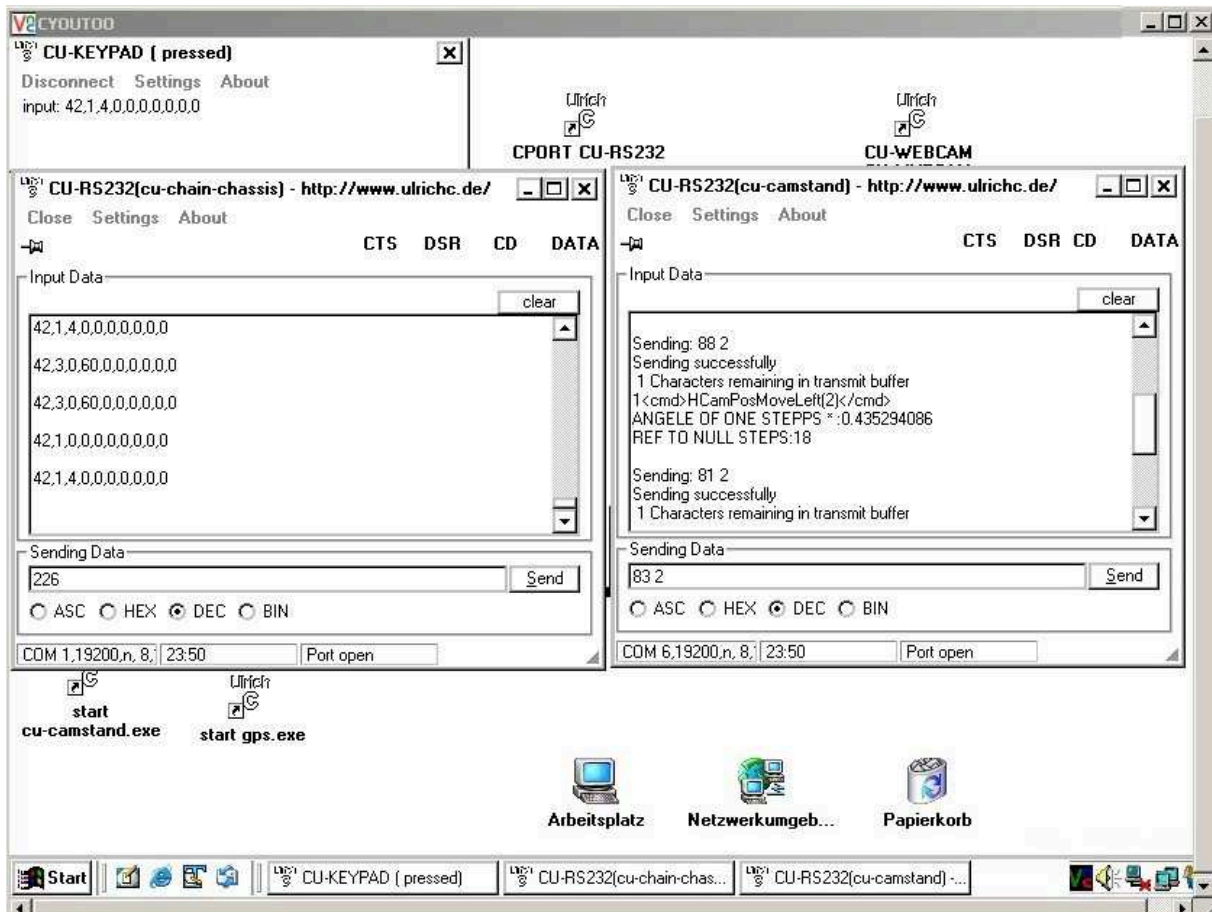 CYOUTOO
CU-KEYPAD ( pressed)
Disconnect Settings About
input: 42,1,4,0,0,0,0,0,0,0
Ulrich
C
CPORT CU-RS232
Ulrich
C
CU-WEBCAM
CU-RS232(cu-chain-chassis) - http://www.ulrichc.de/
Close Settings About
CTS DSR CD DATA
Input Data
clear
42,1,4,0,0,0,0,0,0,0
42,3,0,60,0,0,0,0,0,0
42,3,0,60,0,0,0,0,0,0
42,1,0,0,0,0,0,0,0,0
42,1,4,0,0,0,0,0,0,0
Sending Data
226
Send
ASC HEX DEC BIN
COM 1,19200,n, 8, 23:50 Port open
CU-RS232(cu-camstand) - http://www.ulrichc.de/
Close Settings About
CTS DSR CD DATA
Input Data
clear
Sending: 88 2
Sending successfully
1 Characters remaining in transmit buffer
1<cmd>HCamPosMoveLeft(2)</cmd>
ANGELE OF ONE STEPPS * :0.435294086
REF TO NULL STEPS:18
Sending: 81 2
Sending successfully
1 Characters remaining in transmit buffer
Sending Data
83 2
Send
ASC HEX DEC BIN
COM 6,19200,n, 8, 23:50 Port open
C
start
cu-camstand.exe
Ulrich
C
start gps.exe
Arbeitsplatz
Netzwerkumgeb...
Papierkorb
Start
CU-KEYPAD ( pressed)
CU-RS232(cu-chain-chas...
CU-RS232(cu-camstand) -...